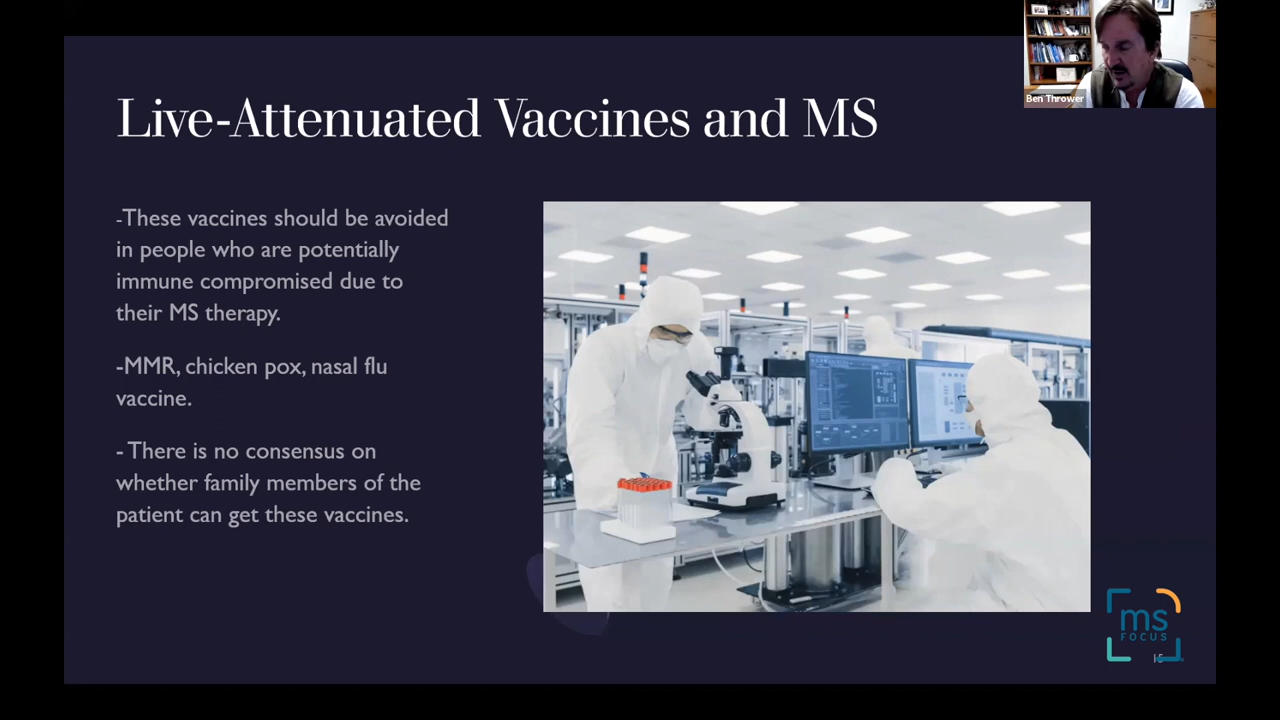 Ben Thrower
Live-Attenuated Vaccines and MS
-These vaccines should be avoided
in people who are potentially
immune compromised due to
their MS therapy.
-MMR, chicken pox, nasal flu
vaccine.
- There is no consensus on
whether family members of the
patient can get these vaccines.
ms
FOCUS